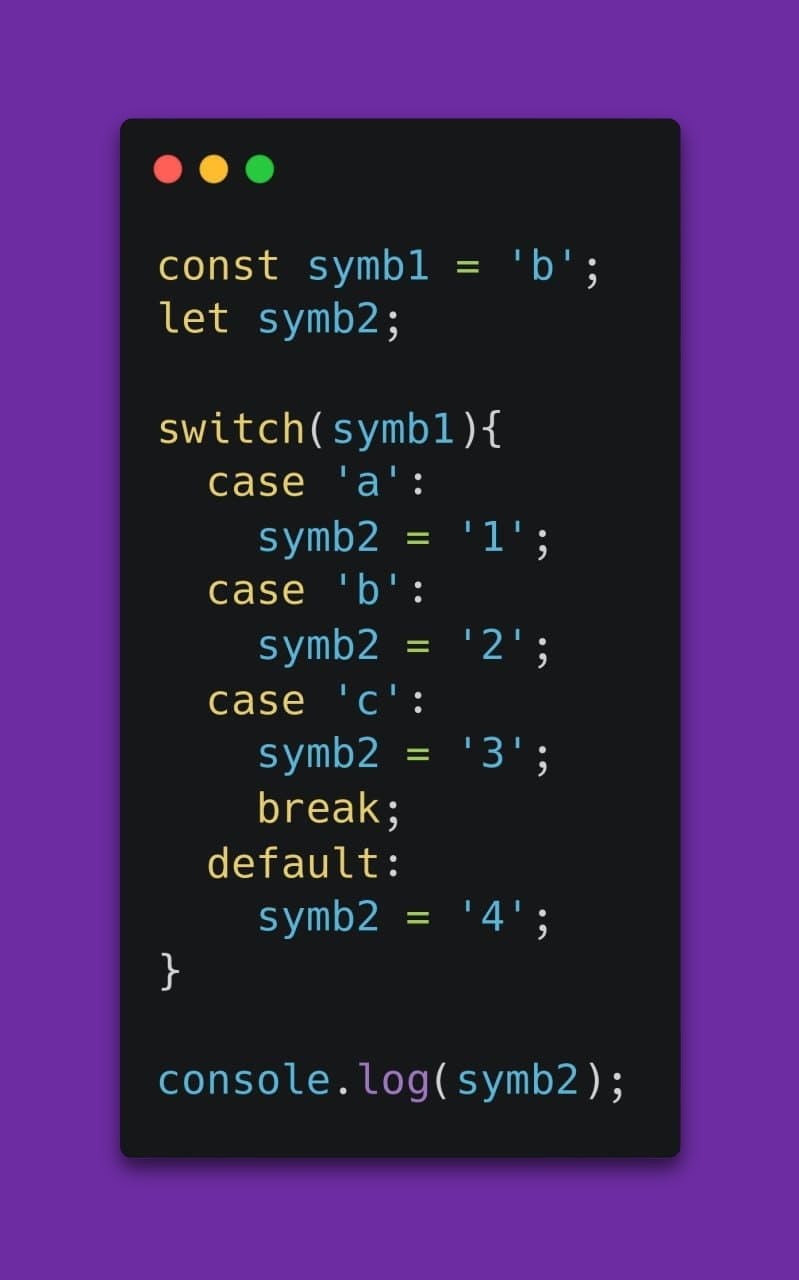 const symb1 = 'b';
let symb2;

switch(symb1){
  case 'a':
    symb2 = '1';
  case 'b':
    symb2 = '2';
  case 'c':
    symb2 = '3';
    break;
  default:
    symb2 = '4';
}

console.log(symb2);